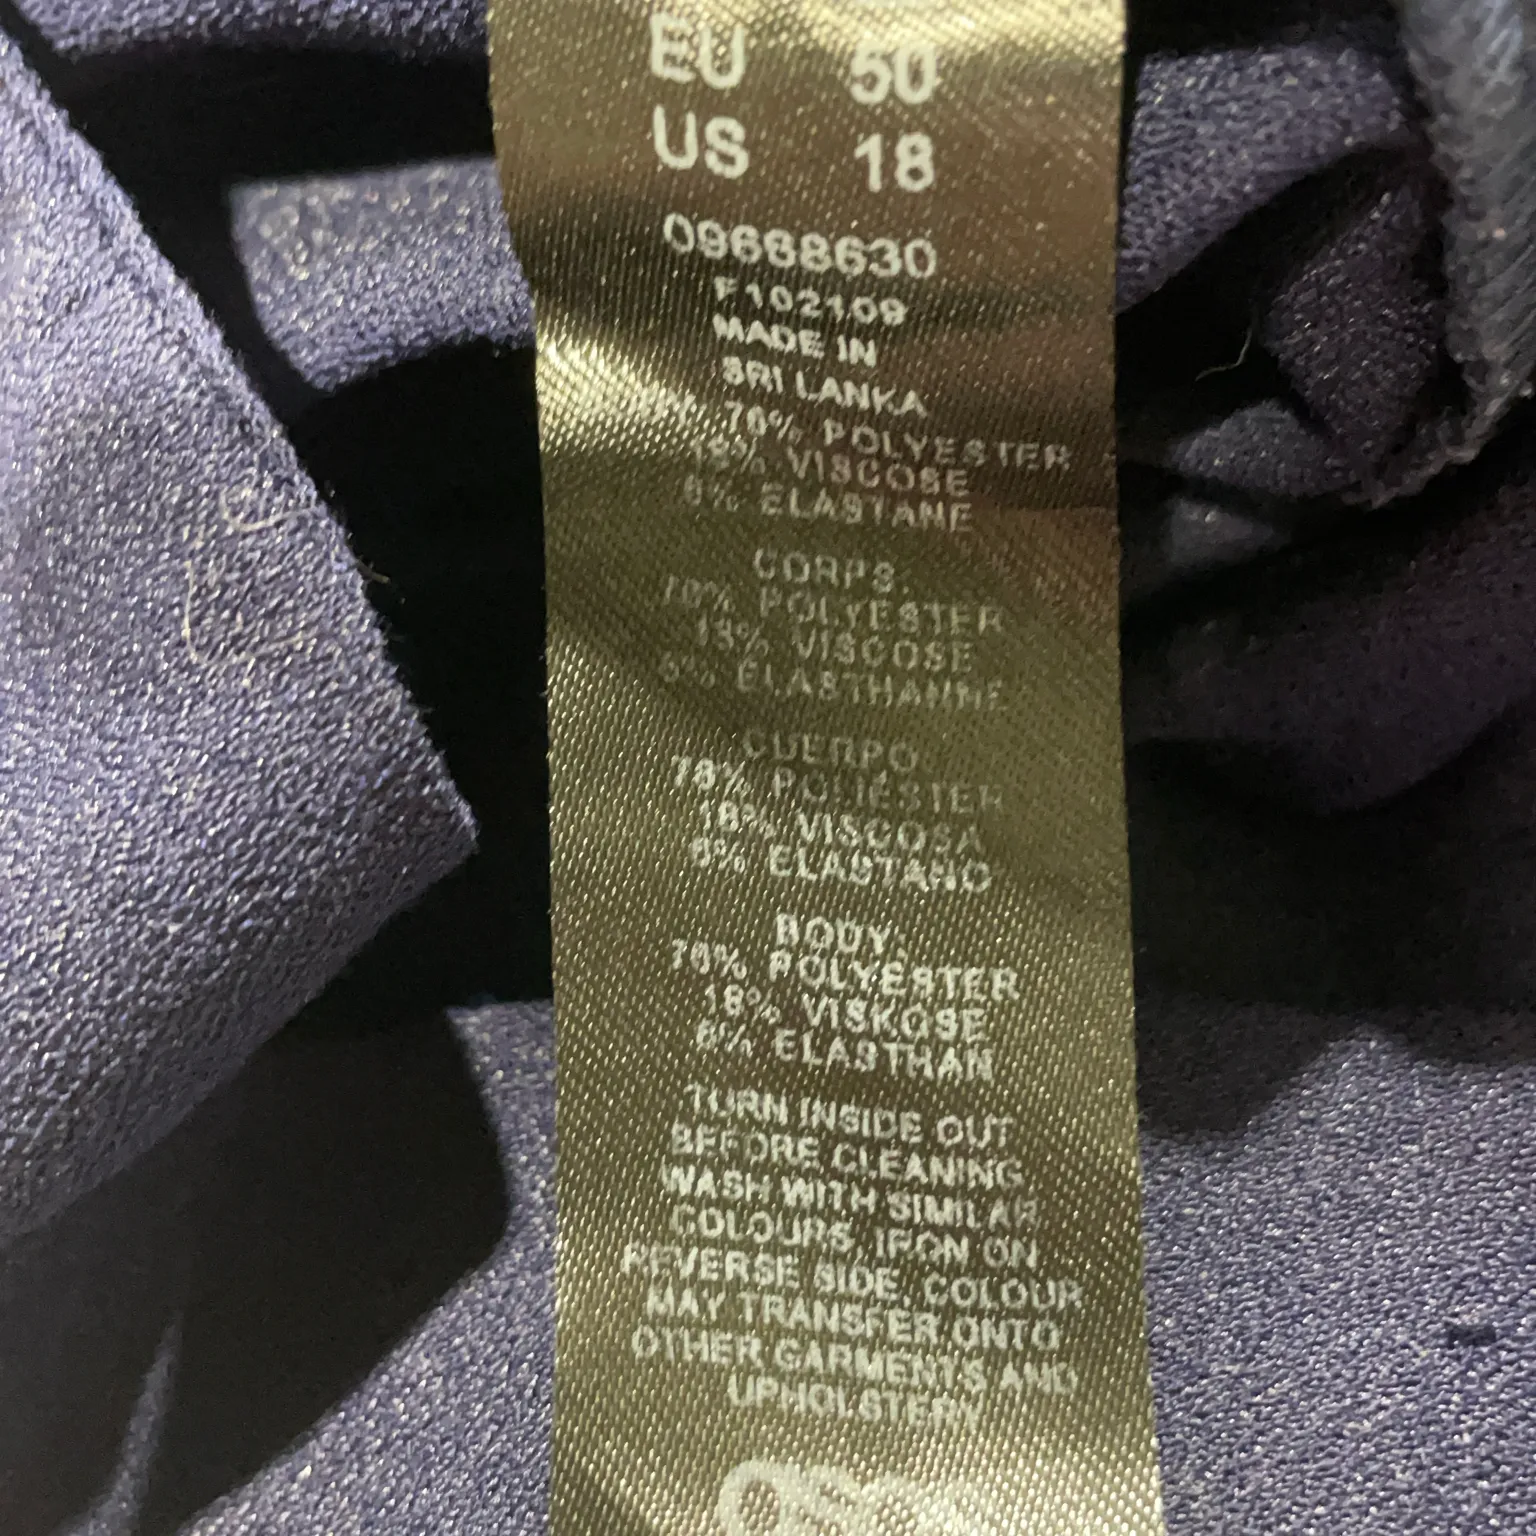 EU 50
US 18
09668630
F102109
MADE IN
SRI LANKA
76% POLYESTER
18% VISCOSE
6% ELASTANE
CORPS:
76% POLYESTER
18% VISCOSE
6% ELASTHANNE
CUERPO:
76% POLIÉSTER
18% VISCOSA
6% ELASTANO
BODY:
76% POLYESTER
18% VISKOSE
6% ELASTHAN
TURN INSIDE OUT
BEFORE CLEANING
WASH WITH SIMILAR
COLOURS, IRON ON
REVERSE SIDE, COLOUR
MAY TRANSFER ONTO
OTHER GARMENTS AND
UPHOLSTERY